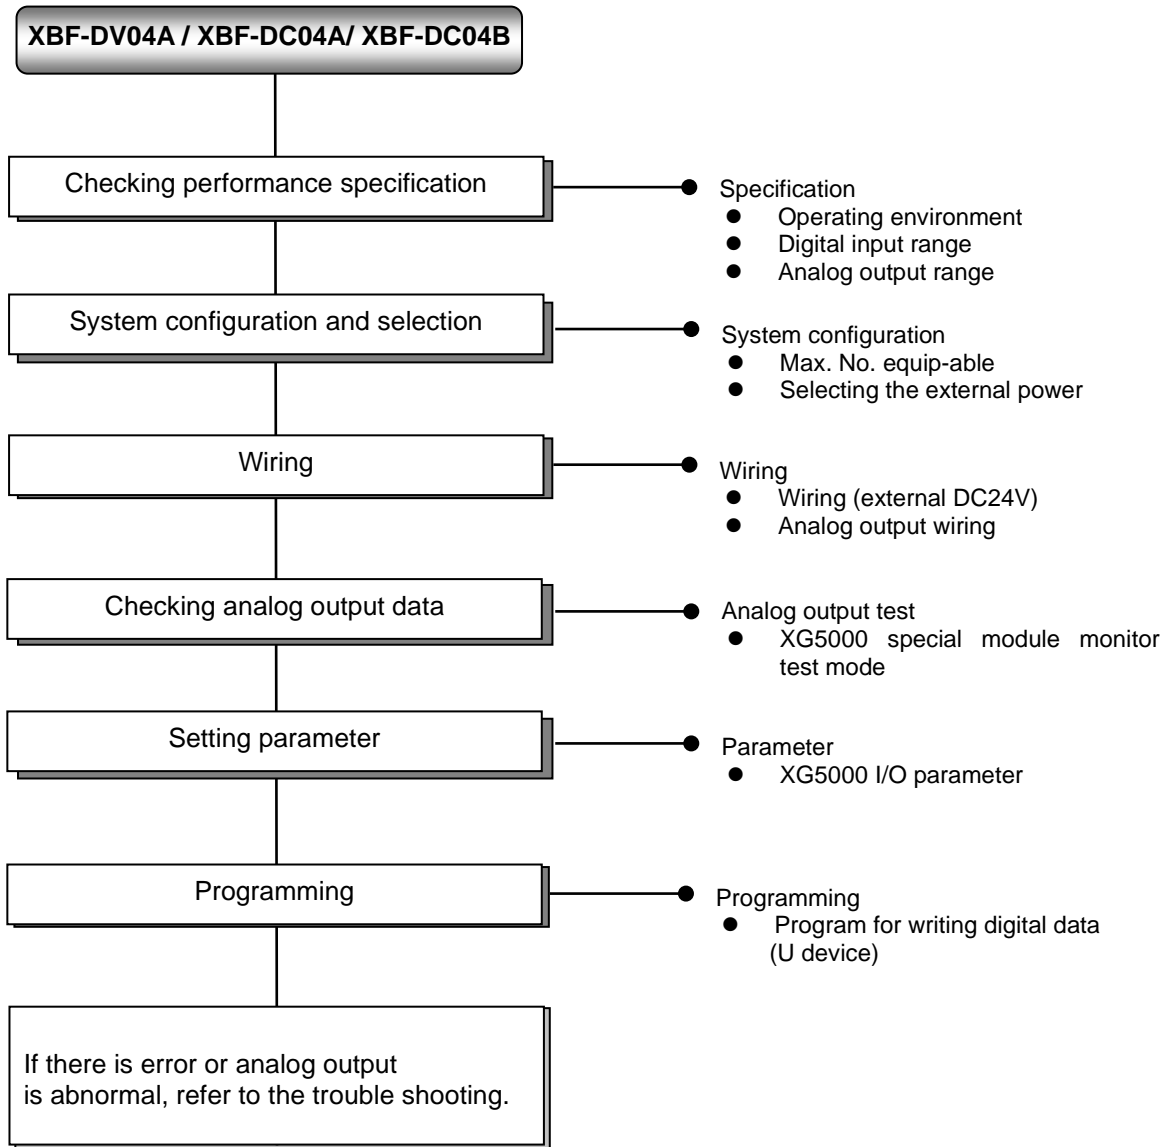 XBF-DV04A / XBF-DC04A/ XBF-DC04B
Checking performance specification
Specification
● Operating environment
● Digital input range
● Analog output range
System configuration and selection
System configuration
● Max. No. equip-able
● Selecting the external power
Wiring
Wiring
● Wiring (external DC24V)
● Analog output wiring
Checking analog output data
Analog output test
● XG5000 special module monitor
test mode
Setting parameter
Parameter
● XG5000 I/O parameter
Programming
Programming
● Program for writing digital data
(U device)
If there is error or analog output
is abnormal, refer to the trouble shooting.